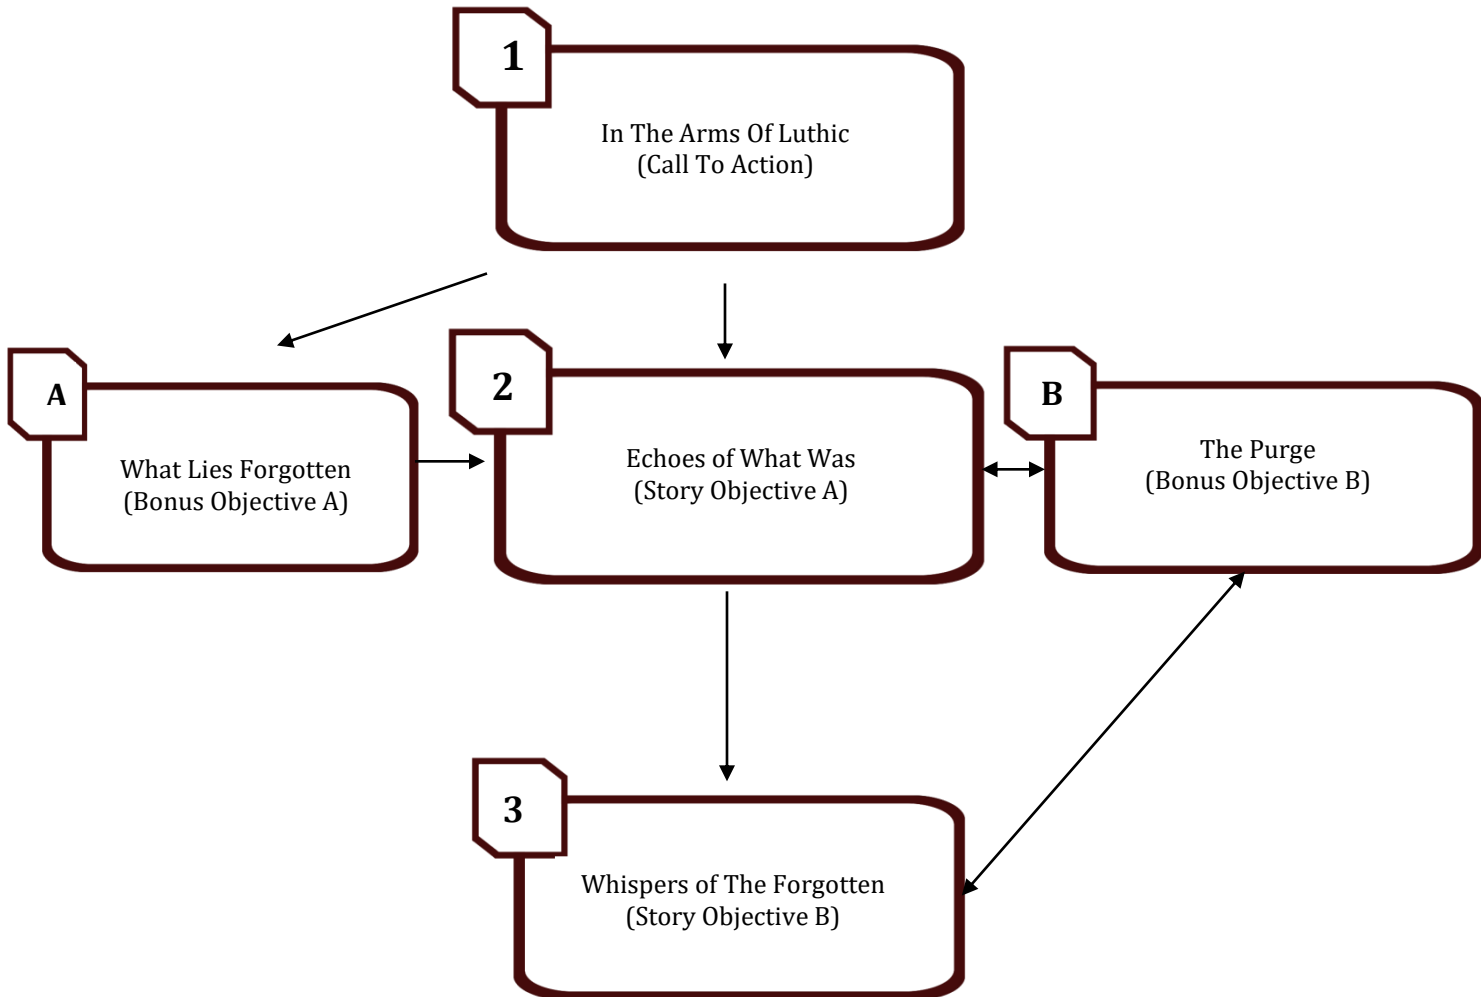 1
In The Arms Of Luthic
(Call To Action)
A
What Lies Forgotten
(Bonus Objective A)
2
Echoes of What Was
(Story Objective A)
B
The Purge
(Bonus Objective B)
3
Whispers of The Forgotten
(Story Objective B)